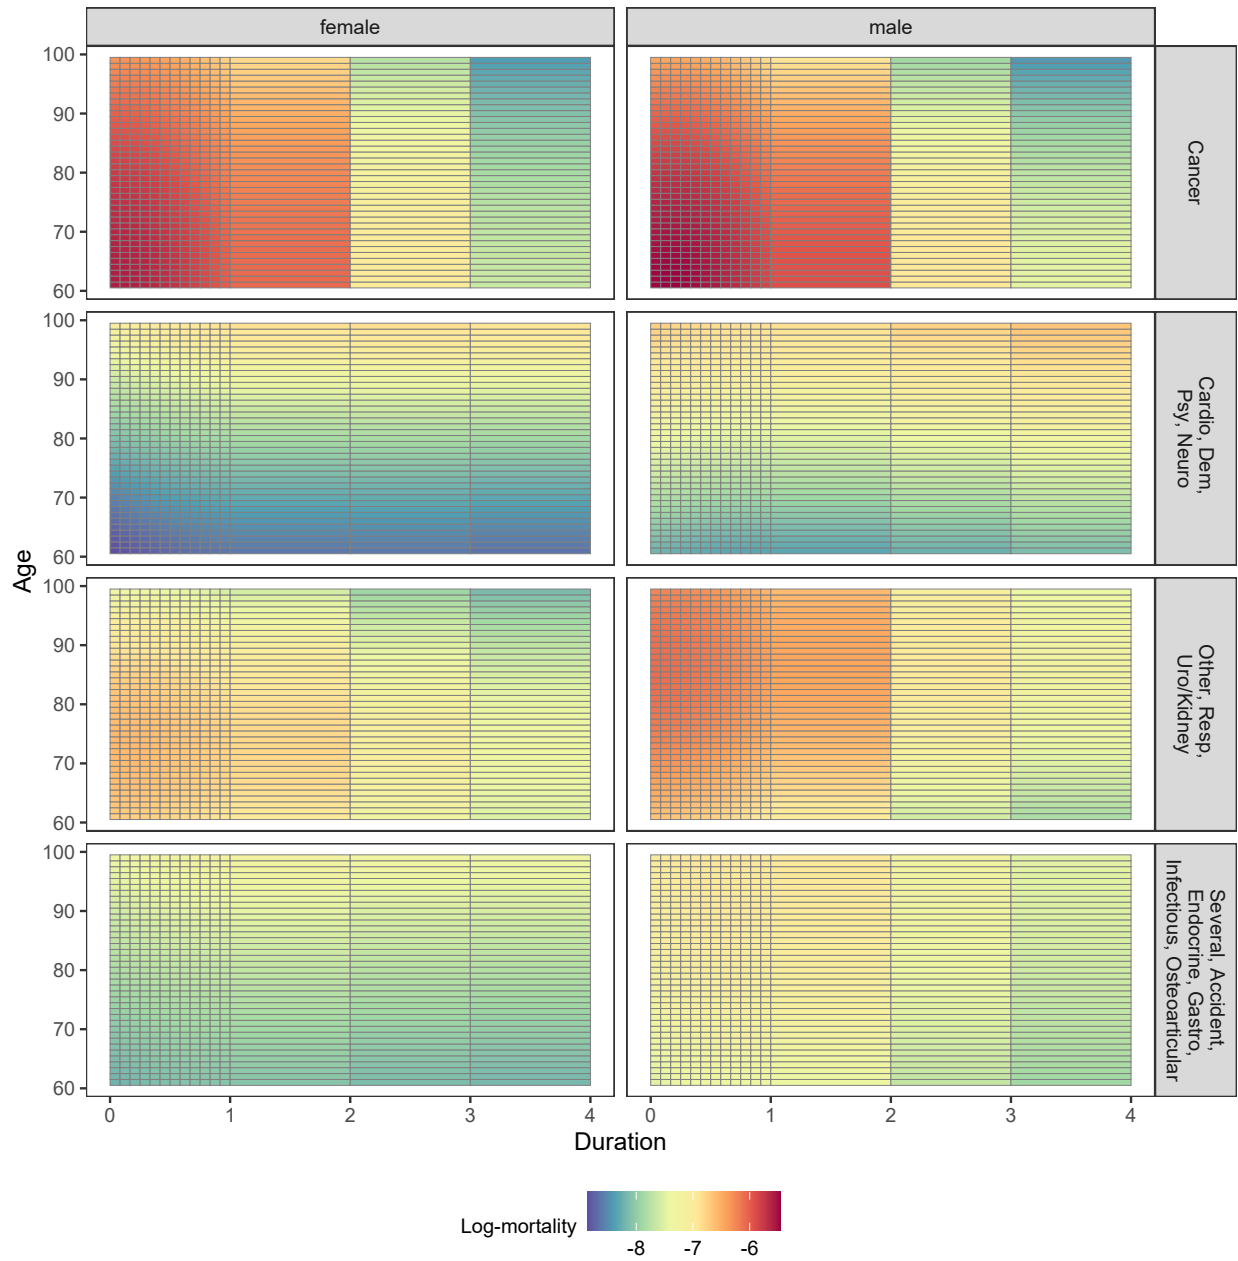 female
male
100
90
80
70
60
Cancer
100
90
80
70
60
Cardio, Dem,
Psy, Neuro
100
90
80
70
60
Other, Resp,
Uro/Kidney
100
90
80
70
60
Several, Accident,
Endocrine, Gastro,
Infectious, Osteoarticular
Age
0 1 2 3 4
0 1 2 3 4
Duration
Log-mortality
-8 -7 -6